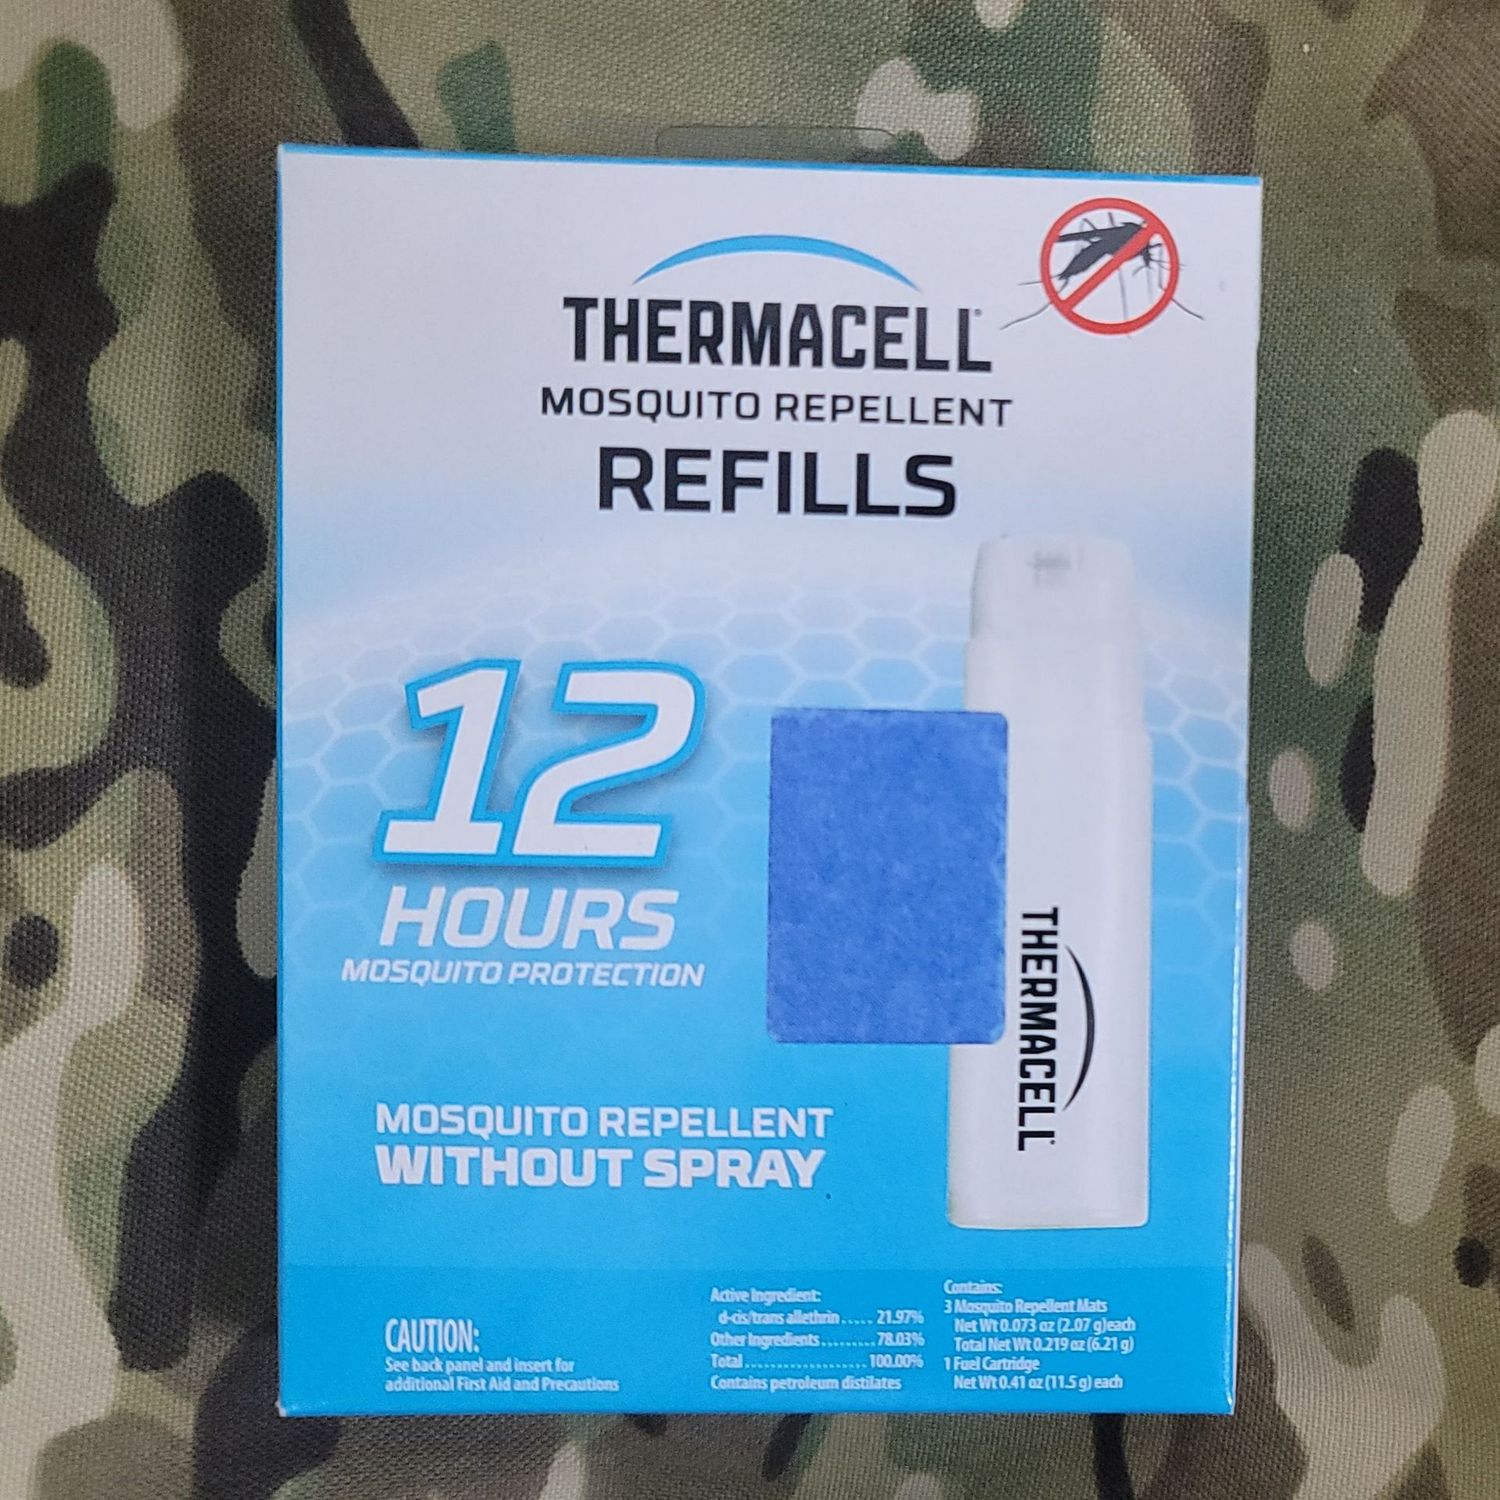 THERMACELL
MOSQUITO REPELLENT
REFILLS
12
HOURS
MOSQUITO PROTECTION
THERMACELL
MOSQUITO REPELLENT
WITHOUT SPRAY
CAUTION:
See back panel and insert for
additional First Aid and Precautions
Active Ingredient:
d-cis/trans allethrin ..... 21.97%
Other Ingredients ........ 78.03%
Total .................. 100.00%
Contains petroleum distilates
Contains:
3 Mosquito Repellent Mats
Net Wt 0.073 oz (2.07 g)each
Total Net Wt 0.219 oz (6.21 g)
1 Fuel Cartridge
Net Wt 0.41 oz (11.5 g) each